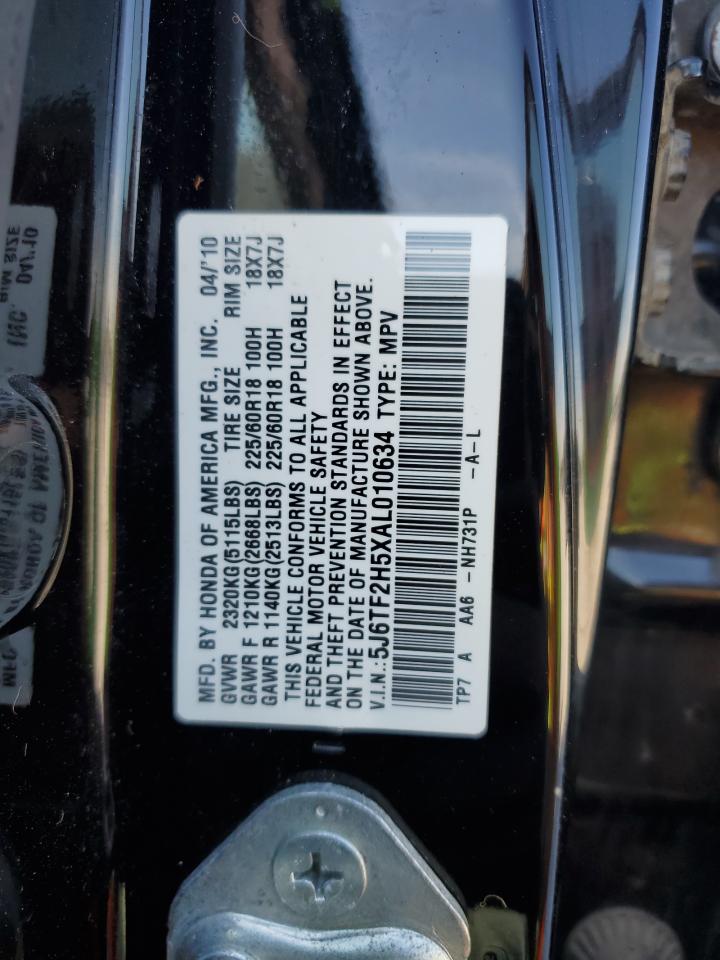 MFD. BY HONDA OF AMERICA MFG., INC. 04/'10
GVWR 2320KG(5115LBS) TIRE SIZE RIM SIZE
GAWR F 1210KG(2668LBS) 225/60R18 100H 18X7J
GAWR R 1140KG(2513LBS) 225/60R18 100H 18X7J
THIS VEHICLE CONFORMS TO ALL APPLICABLE
FEDERAL MOTOR VEHICLE SAFETY
AND THEFT PREVENTION STANDARDS IN EFFECT
ON THE DATE OF MANUFACTURE SHOWN ABOVE.
V.I.N.:5J6TF2H5XAL010634 TYPE: MPV
TP7 A AA6 -NH731P -A-L